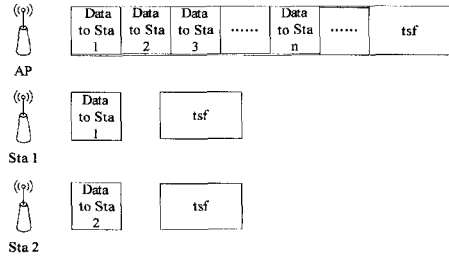 Data to Sta 1
Data to Sta 2
Data to Sta 3
······
Data to Sta n
······
tsf
AP
Data to Sta 1
tsf
Sta 1
Data to Sta 2
tsf
Sta 2